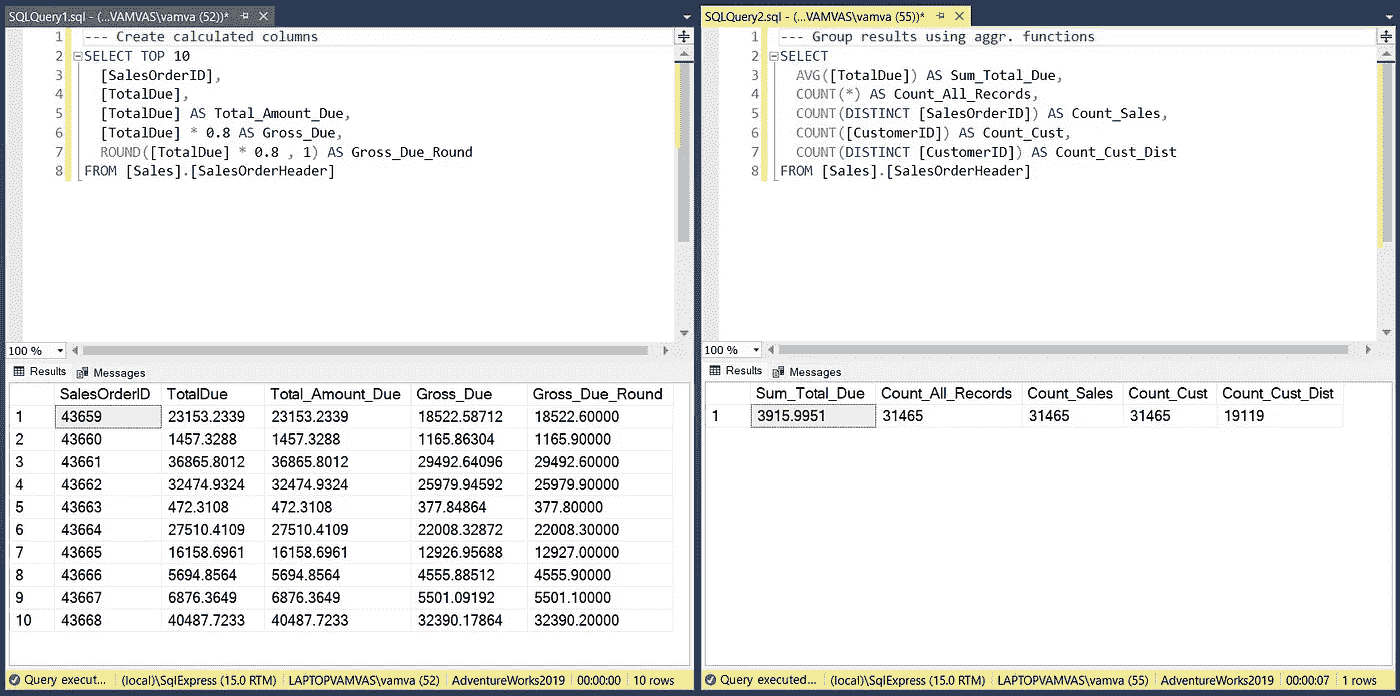 SQLQuery1.sql - (...VAMVAS\vamva (52))*
1 --- Create calculated columns
2 SELECT TOP 10
3 [SalesOrderID],
4 [TotalDue],
5 [TotalDue] AS Total_Amount_Due,
6 [TotalDue] * 0.8 AS Gross_Due,
7 ROUND([TotalDue] * 0.8 , 1) AS Gross_Due_Round
8 FROM [Sales].[SalesOrderHeader]
100 %
Results Messages
SalesOrderID TotalDue Total_Amount_Due Gross_Due Gross_Due_Round
1 43659 23153.2339 23153.2339 18522.58712 18522.60000
2 43660 1457.3288 1457.3288 1165.86304 1165.90000
3 43661 36865.8012 36865.8012 29492.64096 29492.60000
4 43662 32474.9324 32474.9324 25979.94592 25979.90000
5 43663 472.3108 472.3108 377.84864 377.80000
6 43664 27510.4109 27510.4109 22008.32872 22008.30000
7 43665 16158.6961 16158.6961 12926.95688 12927.00000
8 43666 5694.8564 5694.8564 4555.88512 4555.90000
9 43667 6876.3649 6876.3649 5501.09192 5501.10000
10 43668 40487.7233 40487.7233 32390.17864 32390.20000
Query execut... (local)\SqlExpress (15.0 RTM) LAPTOPVAMVAS\vamva (52) AdventureWorks2019 00:00:00 10 rows
SQLQuery2.sql - (...VAMVAS\vamva (55))*
1 --- Group results using aggr. functions
2 SELECT
3 AVG([TotalDue]) AS Sum_Total_Due,
4 COUNT(*) AS Count_All_Records,
5 COUNT(DISTINCT [SalesOrderID]) AS Count_Sales,
6 COUNT([CustomerID]) AS Count_Cust,
7 COUNT(DISTINCT [CustomerID]) AS Count_Cust_Dist
8 FROM [Sales].[SalesOrderHeader]
100 %
Results Messages
Sum_Total_Due Count_All_Records Count_Sales Count_Cust Count_Cust_Dist
1 3915.9951 31465 31465 31465 19119
Query executed... (local)\SqlExpress (15.0 RTM) LAPTOPVAMVAS\vamva (55) AdventureWorks2019 00:00:07 1 rows